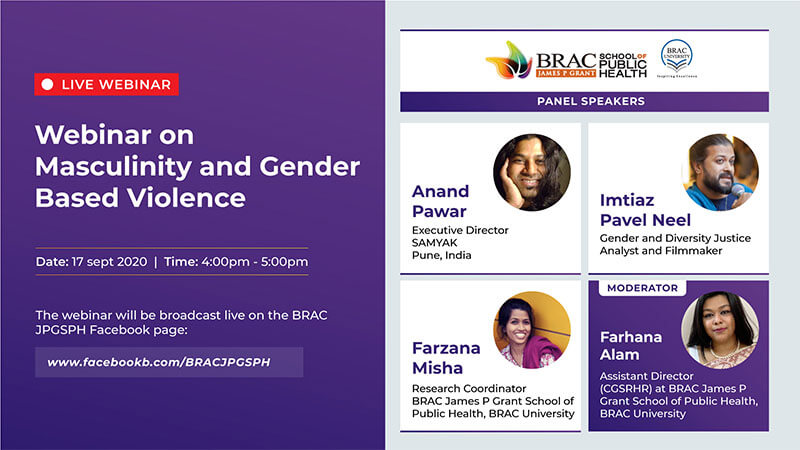 LIVE WEBINAR
Webinar on
Masculinity and Gender
Based Violence
Date: 17 sept 2020 | Time: 4:00pm - 5:00pm
The webinar will be broadcast live on the BRAC
JPGSPH Facebook page:
www.facebookb.com/BRACJPGSPH
BRAC
JAMES P GRANT
SCHOOL OF
PUBLIC
HEALTH
BRAC
UNIVERSITY
Inspiring Excellence
PANEL SPEAKERS
Anand
Pawar
Executive Director
SAMYAK
Pune, India
Imtiaz
Pavel Neel
Gender and Diversity Justice
Analyst and Filmmaker
Farzana
Misha
Research Coordinator
BRAC James P Grant School of
Public Health, BRAC University
MODERATOR
Farhana
Alam
Assistant Director
(CGSRHR) at BRAC James P
Grant School of Public Health,
BRAC University